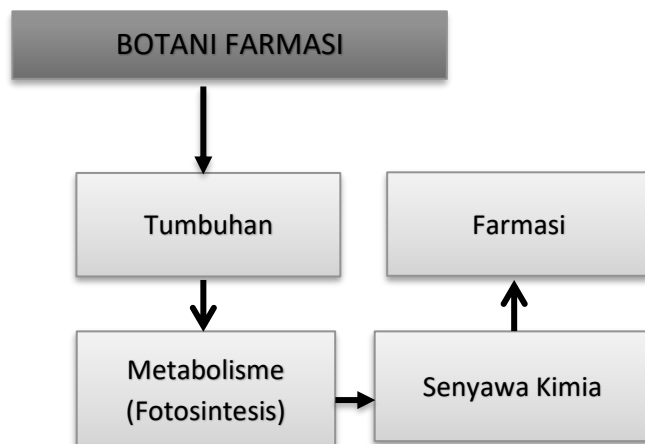 BOTANI FARMASI
Tumbuhan
Farmasi
Metabolisme
(Fotosintesis)
Senyawa Kimia